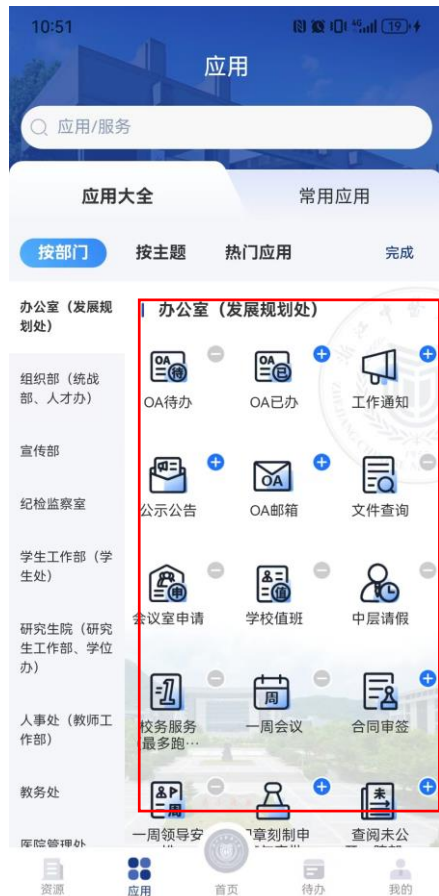 10:51
19
应用
应用/服务
应用大全
常用应用
按部门
按主题
热门应用
完成
办公室（发展规
划处）
组织部（统战
部、人才办）
宣传部
纪检监察室
学生工作部（学
生处）
研究生院（研究
生工作部、学位
办）
人事处（教师工
作部）
教务处
医院管理处
办公室（发展规划处）
OA待办
OA已办
工作通知
公示公告
OA邮箱
文件查询
会议室申请
学校值班
中层请假
校务服务
（最多跑…
一周会议
合同审签
一周领导安
章刻制申
查阅未公
资源
应用
首页
待办
我的